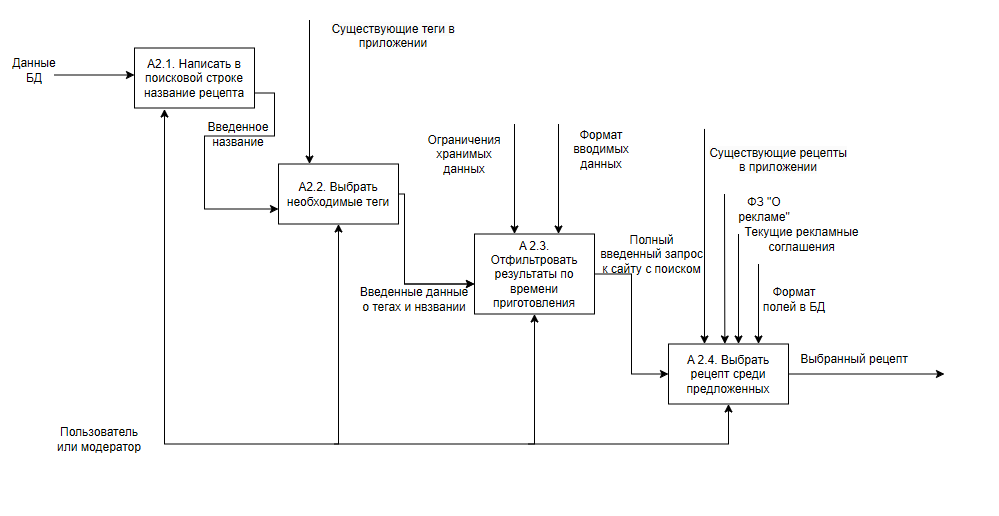 Данные
БД
A2.1. Написать в
поисковой строке
название рецепта
Существующие теги в
приложении
Введенное
название
A2.2. Выбрать
необходимые теги
Ограничения
хранимых
данных
Формат
вводимых
данных
Существующие рецепты
в приложении
ФЗ "О
рекламе"
Текущие рекламные
соглашения
Формат
полей в БД
A 2.3.
Отфильтровать
результаты по
времени
приготовления
Полный
введенный запрос
к сайту с поиском
Введенные данные
о тегах и нвзвании
A 2.4. Выбрать
рецепт среди
предложенных
Выбранный рецепт
Пользователь
или модератор